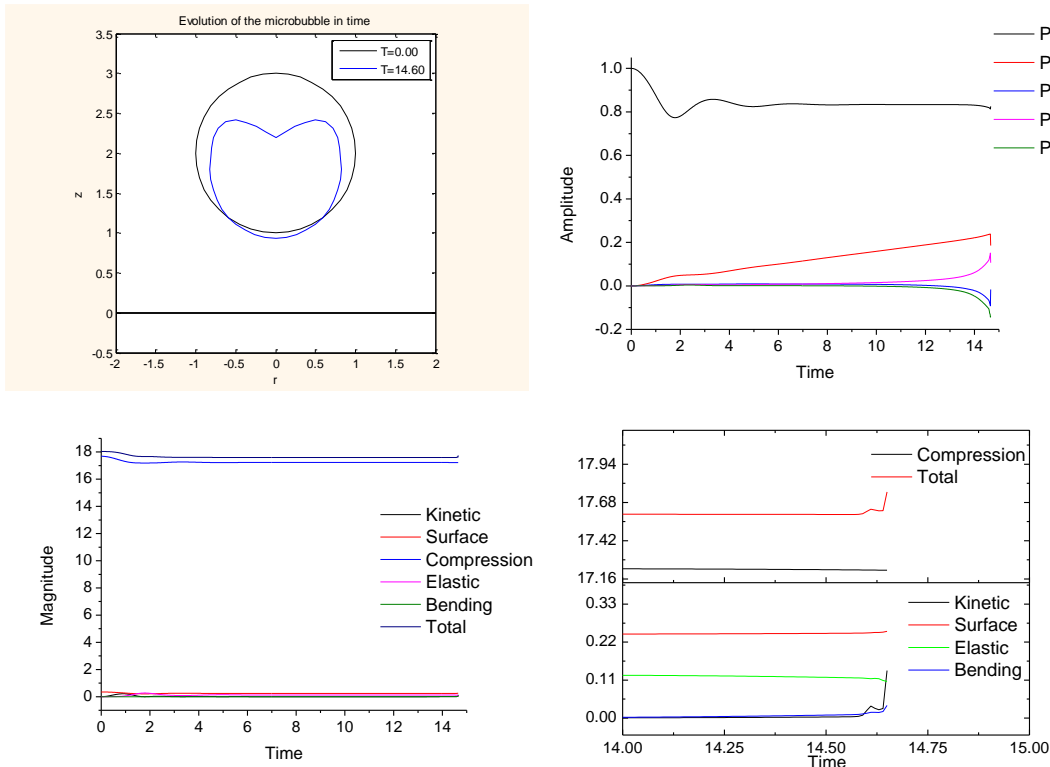 Evolution of the microbubble in time
3.5
3
2.5
2
1.5
1
0.5
0
-0.5
z
-2 -1.5 -1 -0.5 0 0.5 1 1.5 2
r
T=0.00
T=14.60
1.0
0.8
0.6
0.4
0.2
0.0
-0.2
Amplitude
0 2 4 6 8 10 12 14
Time
P
P
P
P
P
18
16
14
12
10
8
6
4
2
0
Magnitude
0 2 4 6 8 10 12 14
Time
Kinetic
Surface
Compression
Elastic
Bending
Total
17.94
17.68
17.42
17.16
Compression
Total
0.33
0.22
0.11
0.00
Kinetic
Surface
Elastic
Bending
14.00 14.25 14.50 14.75 15.00
Time